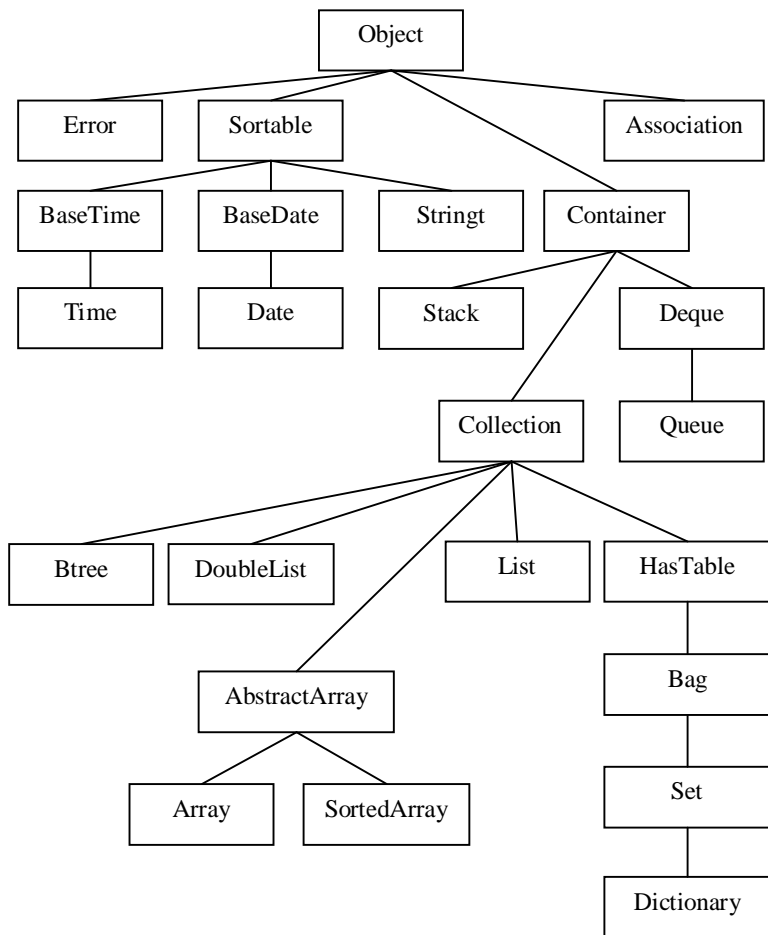 Object
Error
Sortable
Association
BaseTime
BaseDate
Stringt
Container
Time
Date
Stack
Deque
Collection
Queue
Btree
DoubleList
List
HasTable
AbstractArray
Bag
Array
SortedArray
Set
Dictionary